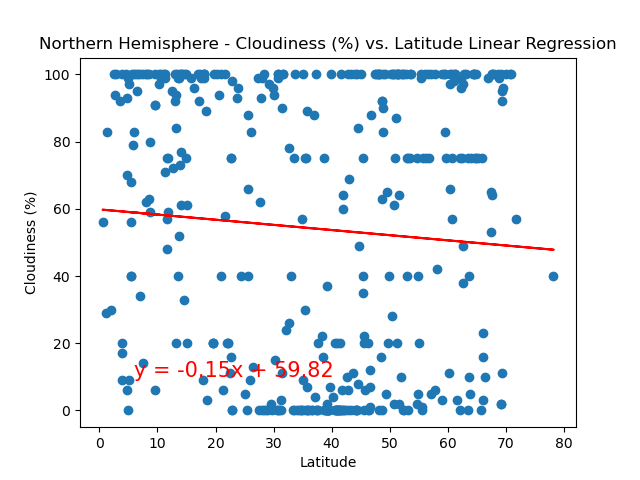 Northern Hemisphere - Cloudiness (%) vs. Latitude Linear Regression
100
80
60
40
20
0
Cloudiness (%)
y = -0.15x + 59.82
0 10 20 30 40 50 60 70 80
Latitude